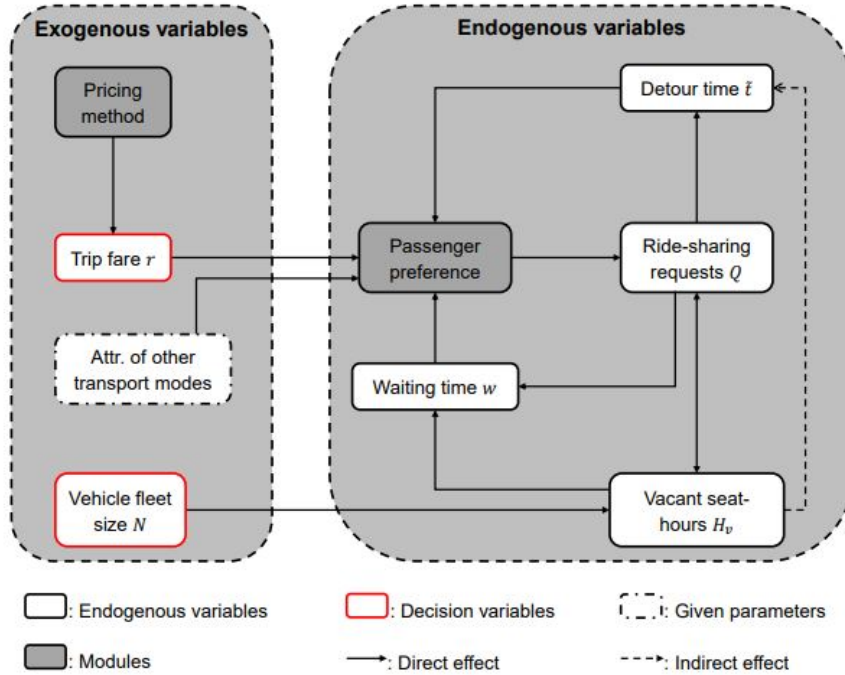 Exogenous variables
Endogenous variables
Pricing
method
Detour time t̃
Trip fare r
Passenger
preference
Ride-sharing
requests Q
Attr. of other
transport modes
Waiting time w
Vehicle fleet
size N
Vacant seat-
hours Hᵥ
: Endogenous variables
: Decision variables
: Given parameters
: Modules
: Direct effect
: Indirect effect